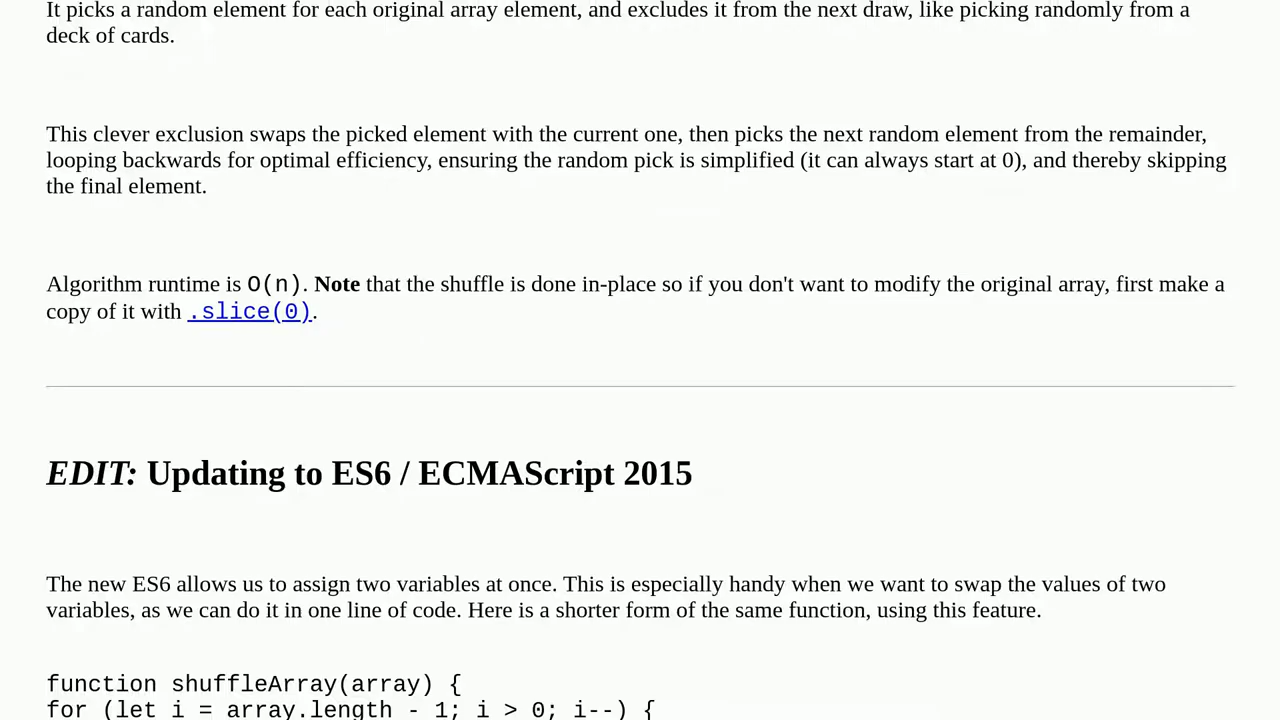 It picks a random element for each original array element, and excludes it from the next draw, like picking randomly from a
deck of cards.
This clever exclusion swaps the picked element with the current one, then picks the next random element from the remainder,
looping backwards for optimal efficiency, ensuring the random pick is simplified (it can always start at 0), and thereby skipping
the final element.
Algorithm runtime is O(n). Note that the shuffle is done in-place so if you don't want to modify the original array, first make a
copy of it with .slice(0).
EDIT: Updating to ES6 / ECMAScript 2015
The new ES6 allows us to assign two variables at once. This is especially handy when we want to swap the values of two
variables, as we can do it in one line of code. Here is a shorter form of the same function, using this feature.
function shuffleArray(array) {
for (let i = array.length - 1; i > 0; i--) {